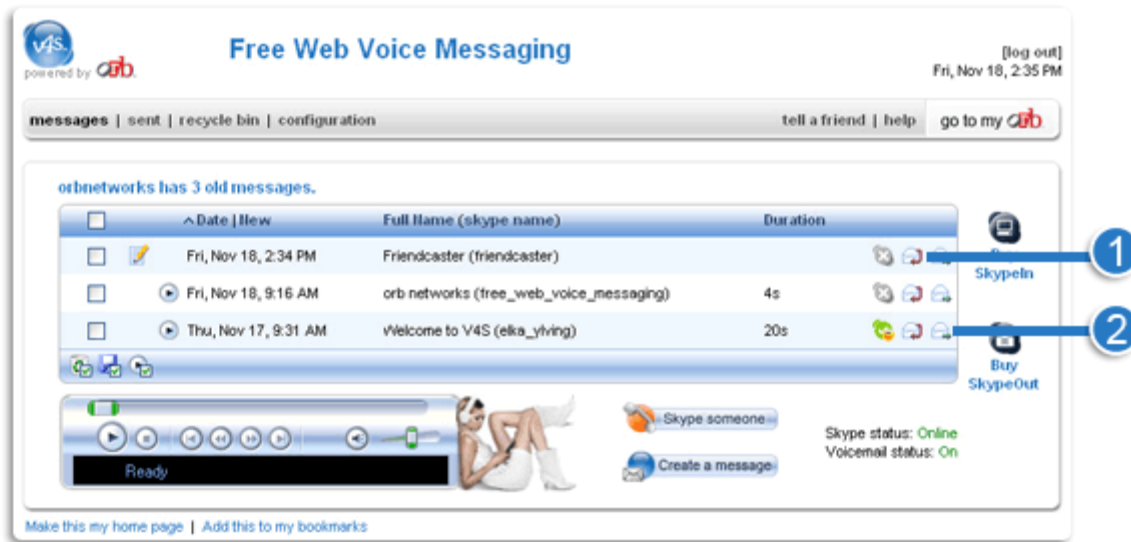 v4s.
powered by orb.
Free Web Voice Messaging
[log out]
Fri, Nov 18, 2:35 PM
messages | sent | recycle bin | configuration
tell a friend | help
go to my orb
orbnetworks has 3 old messages.
Date | New Full Name (skype name) Duration
Fri, Nov 18, 2:34 PM Friendcaster (friendcaster)
1
SkypeIn
Fri, Nov 18, 9:16 AM orb networks (free_web_voice_messaging) 4s
Thu, Nov 17, 9:31 AM Welcome to V4S (elka_ylving) 20s
2
Buy
SkypeOut
Skype someone
Create a message
Skype status: Online
Voicemail status: On
Ready
Make this my home page | Add this to my bookmarks